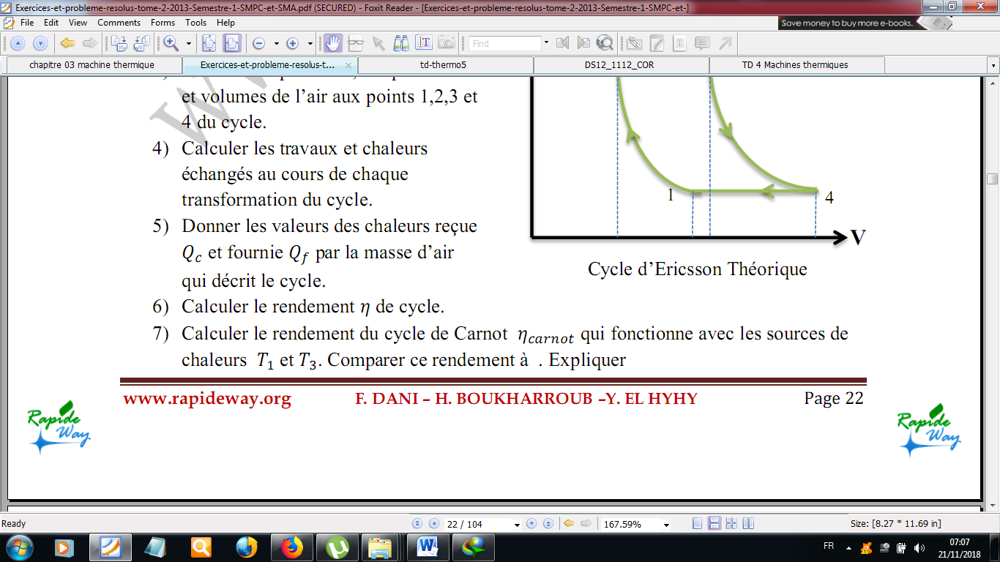 Exercices-et-probleme-resolus-tome-2-2013-Semestre-1-SMPC-et-SMA.pdf (SECURED) - Foxit Reader - [Exercices-et-probleme-resolus-tome-2-2013-Semestre-1-SMPC-et-]
File Edit View Comments Forms Tools Help
Save money to buy more e-books.
Find
chapitre 03 machine thermique
Exercices-et-probleme-resolus-t...
td-thermo5
DS12_1112_COR
TD 4 Machines thermiques
et volumes de l'air aux points 1,2,3 et
4 du cycle.
4) Calculer les travaux et chaleurs
échangés au cours de chaque
transformation du cycle.
5) Donner les valeurs des chaleurs reçue
Q_c et fournie Q_f par la masse d'air
qui décrit le cycle.
1
4
V
Cycle d'Ericsson Théorique
6) Calculer le rendement η de cycle.
7) Calculer le rendement du cycle de Carnot η_carnot qui fonctionne avec les sources de
chaleurs T_1 et T_3. Comparer ce rendement à . Expliquer
www.rapideway.org F. DANI – H. BOUKHARROUB –Y. EL HYHY Page 22
Rapide Way
Rapide Way
Ready
22 / 104
167.59%
Size: [8.27 * 11.69 in]
FR
07:07
21/11/2018